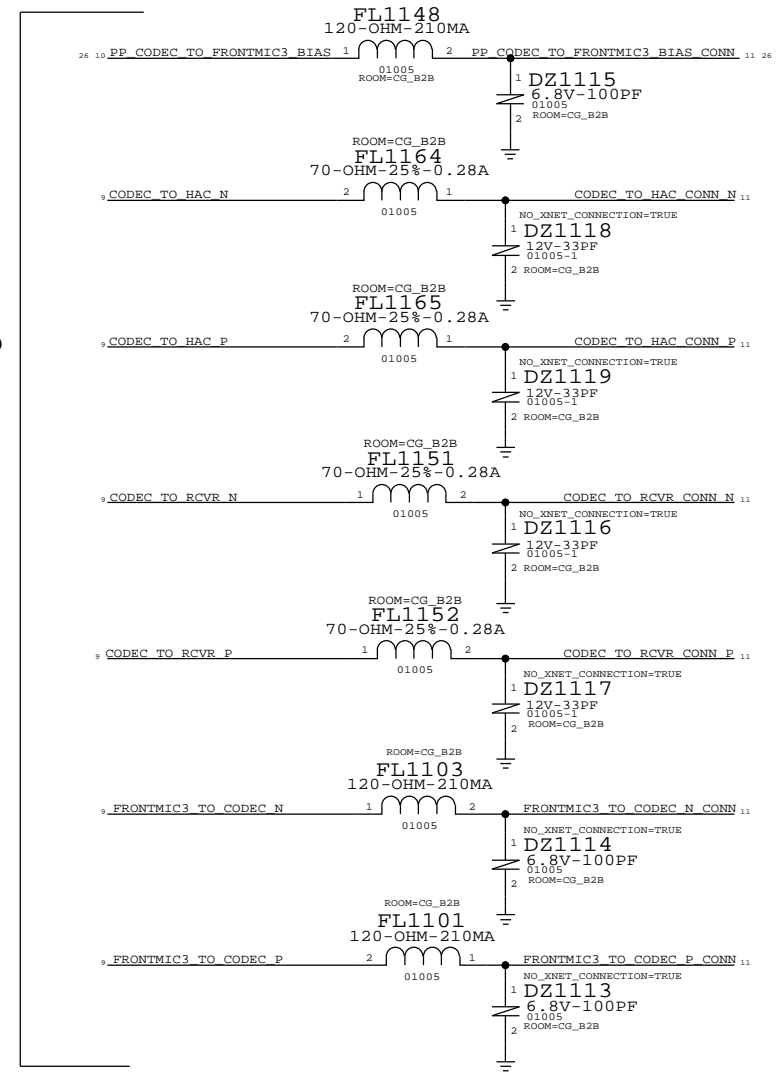 FL1148
120-OHM-210MA
26 10 PP_CODEC_TO_FRONTMIC3_BIAS 1 2 PP_CODEC_TO_FRONTMIC3_BIAS_CONN 11 26
01005
ROOM=CG_B2B
1 DZ1115
6.8V-100PF
01005
2 ROOM=CG_B2B
ROOM=CG_B2B
FL1164
70-OHM-25%-0.28A
9 CODEC_TO_HAC_N 2 1 CODEC_TO_HAC_CONN_N 11
01005
NO_XNET_CONNECTION=TRUE
1 DZ1118
12V-33PF
01005-1
2 ROOM=CG_B2B
ROOM=CG_B2B
FL1165
70-OHM-25%-0.28A
9 CODEC_TO_HAC_P 2 1 CODEC_TO_HAC_CONN_P 11
01005
NO_XNET_CONNECTION=TRUE
1 DZ1119
12V-33PF
01005-1
2 ROOM=CG_B2B
ROOM=CG_B2B
FL1151
70-OHM-25%-0.28A
9 CODEC_TO_RCVR_N 1 2 CODEC_TO_RCVR_CONN_N 11
01005
NO_XNET_CONNECTION=TRUE
1 DZ1116
12V-33PF
01005-1
2 ROOM=CG_B2B
ROOM=CG_B2B
FL1152
70-OHM-25%-0.28A
9 CODEC_TO_RCVR_P 1 2 CODEC_TO_RCVR_CONN_P 11
01005
NO_XNET_CONNECTION=TRUE
1 DZ1117
12V-33PF
01005-1
2 ROOM=CG_B2B
ROOM=CG_B2B
FL1103
120-OHM-210MA
9 FRONTMIC3_TO_CODEC_N 1 2 FRONTMIC3_TO_CODEC_N_CONN 11
01005
NO_XNET_CONNECTION=TRUE
1 DZ1114
6.8V-100PF
01005
2 ROOM=CG_B2B
ROOM=CG_B2B
FL1101
120-OHM-210MA
9 FRONTMIC3_TO_CODEC_P 2 1 FRONTMIC3_TO_CODEC_P_CONN 11
01005
NO_XNET_CONNECTION=TRUE
1 DZ1113
6.8V-100PF
01005
2 ROOM=CG_B2B